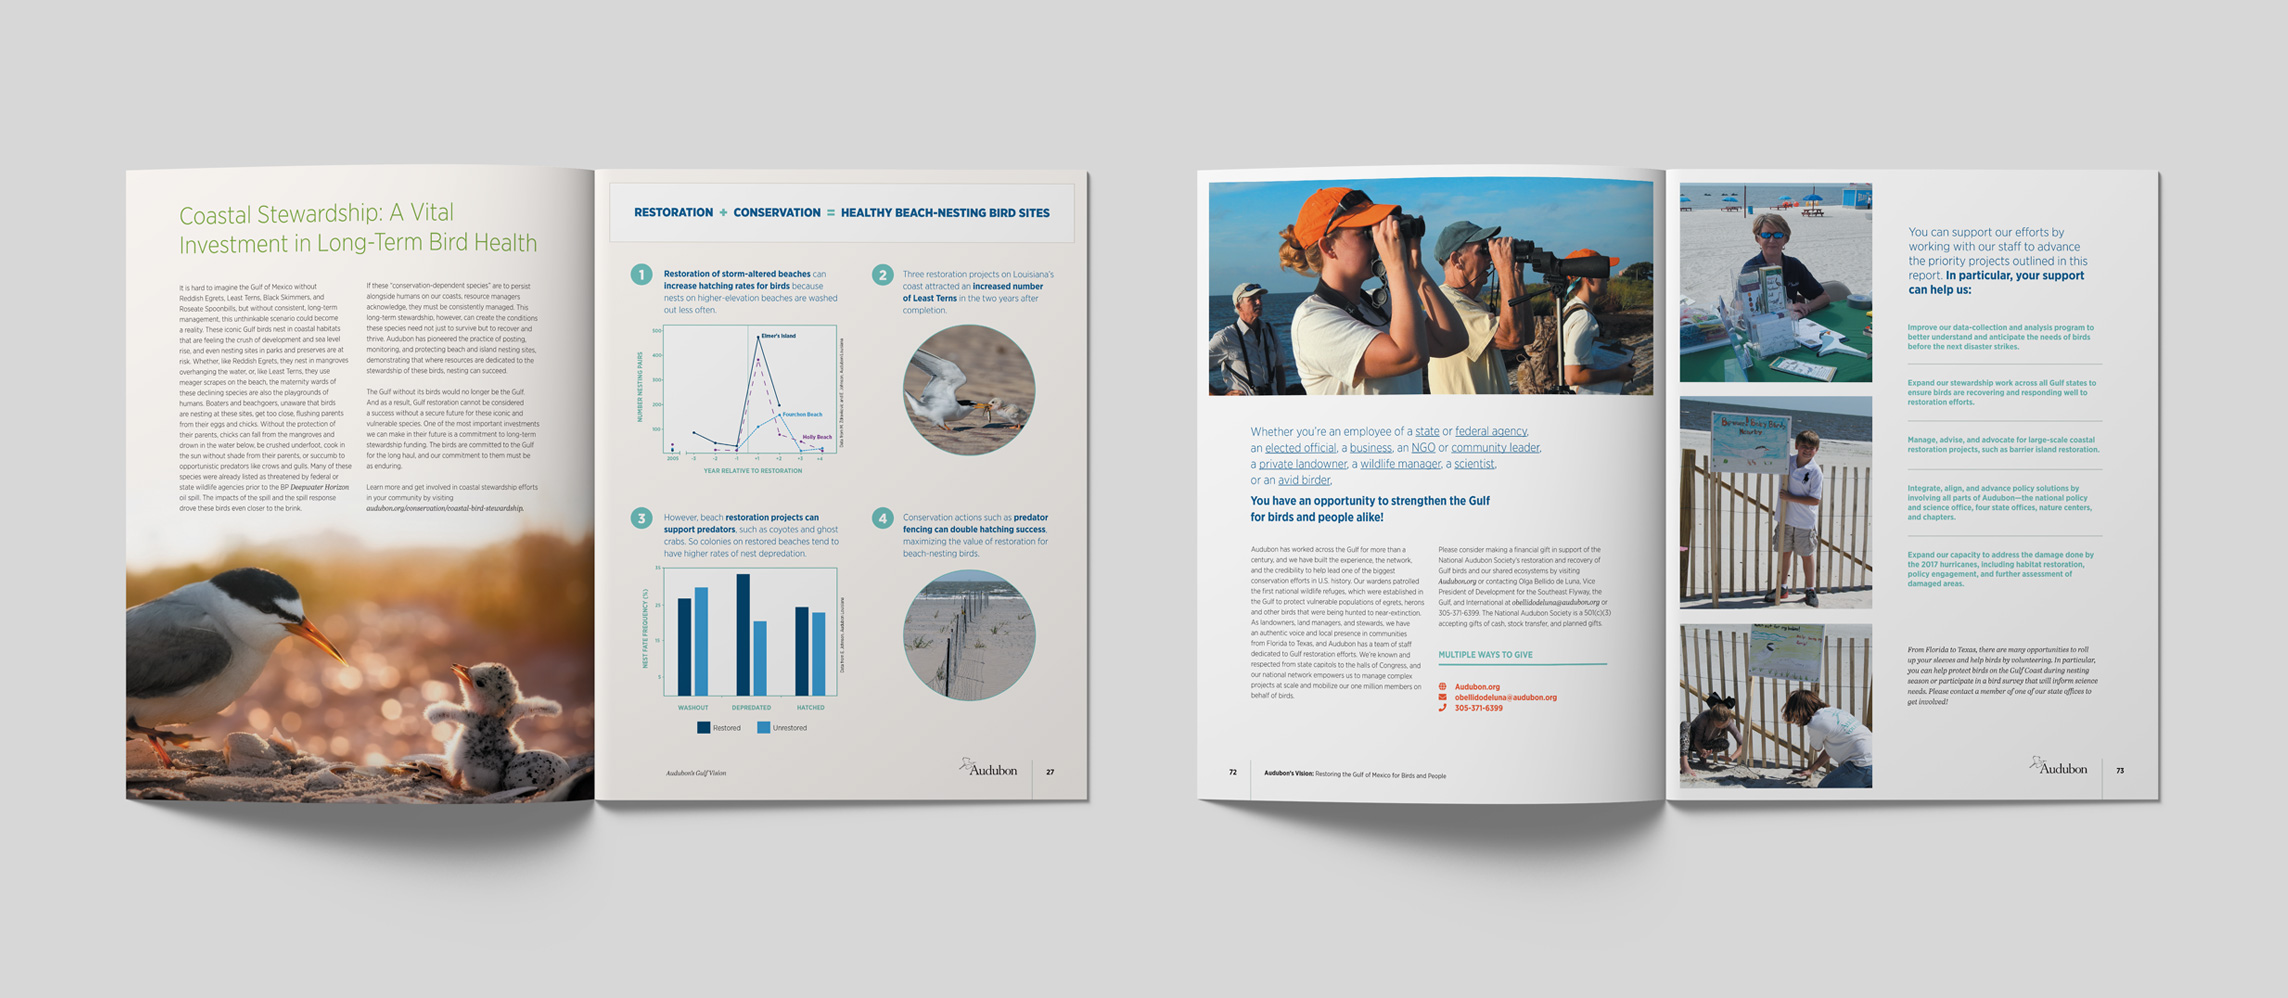 Coastal Stewardship: A Vital
Investment in Long-Term Bird Health
It is hard to imagine the Gulf of Mexico without
Reddish Egrets, Least Terns, Black Skimmers, and
Roseate Spoonbills, but without consistent, long-term
management, this unthinkable scenario could become
a reality. These iconic Gulf birds nest in coastal habitats
that are feeling the crush of development and sea level
rise, and even nesting sites in parks and preserves are at
risk. Whether, like Reddish Egrets, they nest in mangroves
overhanging the water, or, like Least Terns, they use
meager scrapes on the beach, the maternity wards of
these declining species are also the playgrounds of
humans. Boaters and beachgoers, unaware that birds
are nesting at these sites, get too close, flushing parents
from their eggs and chicks. Without the protection of
their parents, chicks can fall from the mangroves and
drown in the water below, be crushed underfoot, cook in
the sun without shade from their parents, or succumb to
opportunistic predators like crows and gulls. Many of these
species were already listed as threatened by federal or
state wildlife agencies prior to the BP Deepwater Horizon
oil spill. The impacts of the spill and the spill response
drove these birds even closer to the brink.
If these "conservation-dependent species" are to persist
alongside humans on our coasts, resource managers
acknowledge, they must be consistently managed. This
long-term stewardship, however, can create the conditions
these species need not just to survive but to recover and
thrive. Audubon has pioneered the practice of posting,
monitoring, and protecting beach and island nesting sites,
demonstrating that where resources are dedicated to the
stewardship of these birds, nesting can succeed.
The Gulf without its birds would no longer be the Gulf.
And as a result, Gulf restoration cannot be considered
a success without a secure future for these iconic and
vulnerable species. One of the most important investments
we can make in their future is a commitment to long-term
stewardship funding. The birds are committed to the Gulf
for the long haul, and our commitment to them must be
as enduring.
Learn more and get involved in coastal stewardship efforts
in your community by visiting
audubon.org/conservation/coastal-bird-stewardship.
RESTORATION + CONSERVATION = HEALTHY BEACH-NESTING BIRD SITES
1
Restoration of storm-altered beaches can
increase hatching rates for birds because
nests on higher-elevation beaches are washed
out less often.
NUMBER NESTING PAIRS
500
400
300
200
100
Elmer's Island
Fourchon Beach
Holly Beach
2005 -3 -2 -1 +1 +2 +3 +4
YEAR RELATIVE TO RESTORATION
2
Three restoration projects on Louisiana's
coast attracted an increased number
of Least Terns in the two years after
completion.
3
However, beach restoration projects can
support predators, such as coyotes and ghost
crabs. So colonies on restored beaches tend to
have higher rates of nest depredation.
NEST FATE FREQUENCY (%)
35
25
15
5
WASHOUT DEPREDATED HATCHED
Restored Unrestored
Data from E. Johnson, Audubon Louisiana
4
Conservation actions such as predator
fencing can double hatching success,
maximizing the value of restoration for
beach-nesting birds.
Audubon's Gulf Vision
Audubon
27
Whether you're an employee of a state or federal agency,
an elected official, a business, an NGO or community leader,
a private landowner, a wildlife manager, a scientist,
or an avid birder,
You have an opportunity to strengthen the Gulf
for birds and people alike!
Audubon has worked across the Gulf for more than a
century, and we have built the experience, the network,
and the credibility to help lead one of the biggest
conservation efforts in U.S. history. Our wardens patrolled
the first national wildlife refuges, which were established in
the Gulf to protect vulnerable populations of egrets, herons
and other birds that were being hunted to near-extinction.
As landowners, land managers, and stewards, we have
an authentic voice and local presence in communities
from Florida to Texas, and Audubon has a team of staff
dedicated to Gulf restoration efforts. We're known and
respected from state capitols to the halls of Congress, and
our national network empowers us to manage complex
projects at scale and mobilize our one million members on
behalf of birds.
Please consider making a financial gift in support of the
National Audubon Society's restoration and recovery of
Gulf birds and our shared ecosystems by visiting
Audubon.org or contacting Olga Bellido de Luna, Vice
President of Development for the Southeast Flyway, the
Gulf, and International at obellidodeluna@audubon.org or
305-371-6399. The National Audubon Society is a 501(c)(3)
accepting gifts of cash, stock transfer, and planned gifts.
MULTIPLE WAYS TO GIVE
Audubon.org
obellidodeluna@audubon.org
305-371-6399
72
Audubon's Vision: Restoring the Gulf of Mexico for Birds and People
You can support our efforts by
working with our staff to advance
the priority projects outlined in this
report. In particular, your support
can help us:
Improve our data-collection and analysis program to
better understand and anticipate the needs of birds
before the next disaster strikes.
Expand our stewardship work across all Gulf states to
ensure birds are recovering and responding well to
restoration efforts.
Manage, advise, and advocate for large-scale coastal
restoration projects, such as barrier island restoration.
Integrate, align, and advance policy solutions by
involving all parts of Audubon—the national policy
and science office, four state offices, nature centers,
and chapters.
Expand our capacity to address the damage done by
the 2017 hurricanes, including habitat restoration,
policy engagement, and further assessment of
damaged areas.
From Florida to Texas, there are many opportunities to roll
up your sleeves and help birds by volunteering. In particular,
you can help protect birds on the Gulf Coast during nesting
season or participate in a bird survey that will inform science
needs. Please contact a member of one of our state offices to
get involved!
Audubon
73